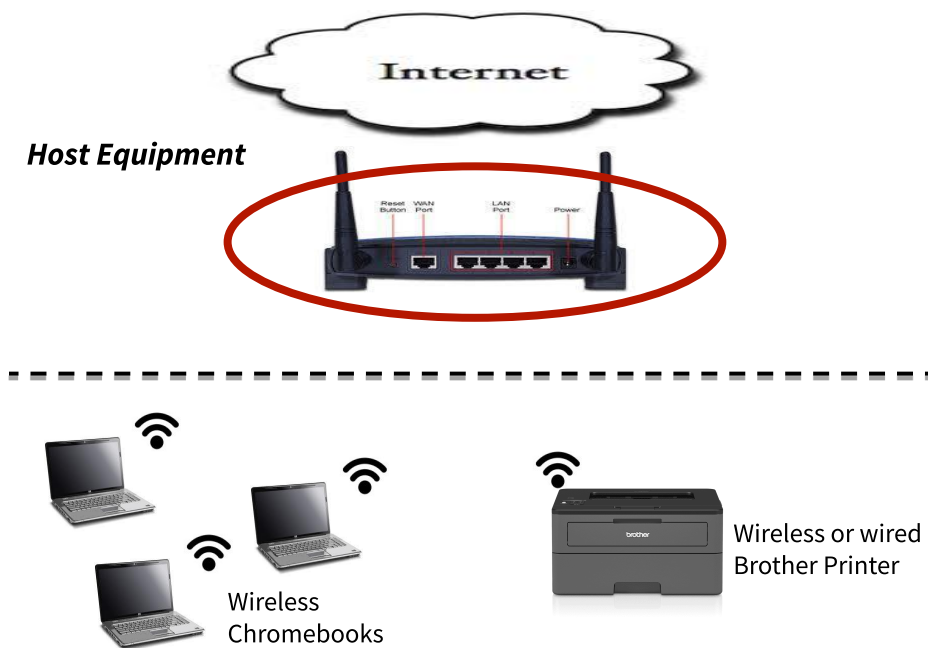 Internet
Host Equipment
Reset
Button
WAN
Port
LAN
Port
Power
brother
Wireless or wired
Brother Printer
Wireless
Chromebooks